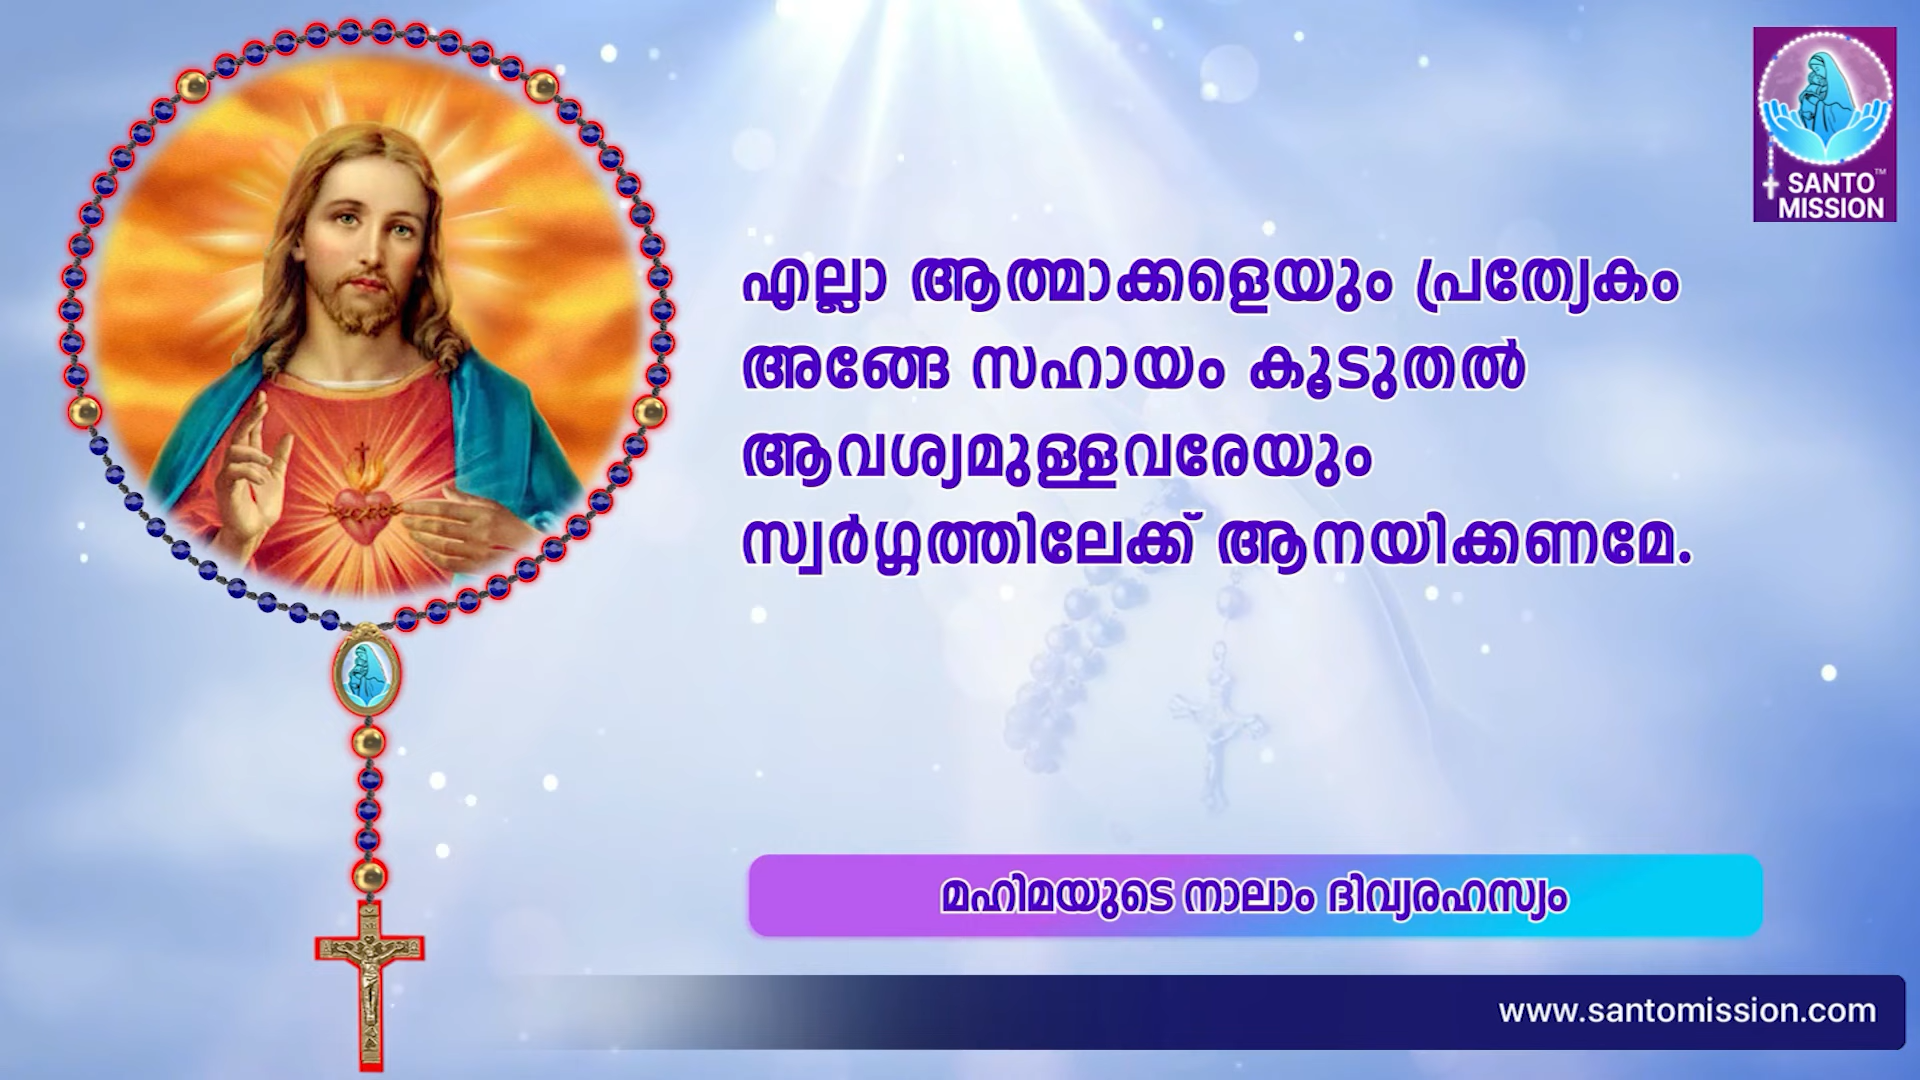 SANTO™
MISSION
എല്ലാ ആത്മാക്കളെയും പ്രത്യേകം
അങ്ങേ സഹായം കൂടുതൽ
ആവശ്യമുള്ളവരേയും
സ്വർഗ്ഗത്തിലേക്ക് ആനയിക്കണമേ.
മഹിമയുടെ നാലാം ദിവ്യരഹസ്യം
www.santomission.com